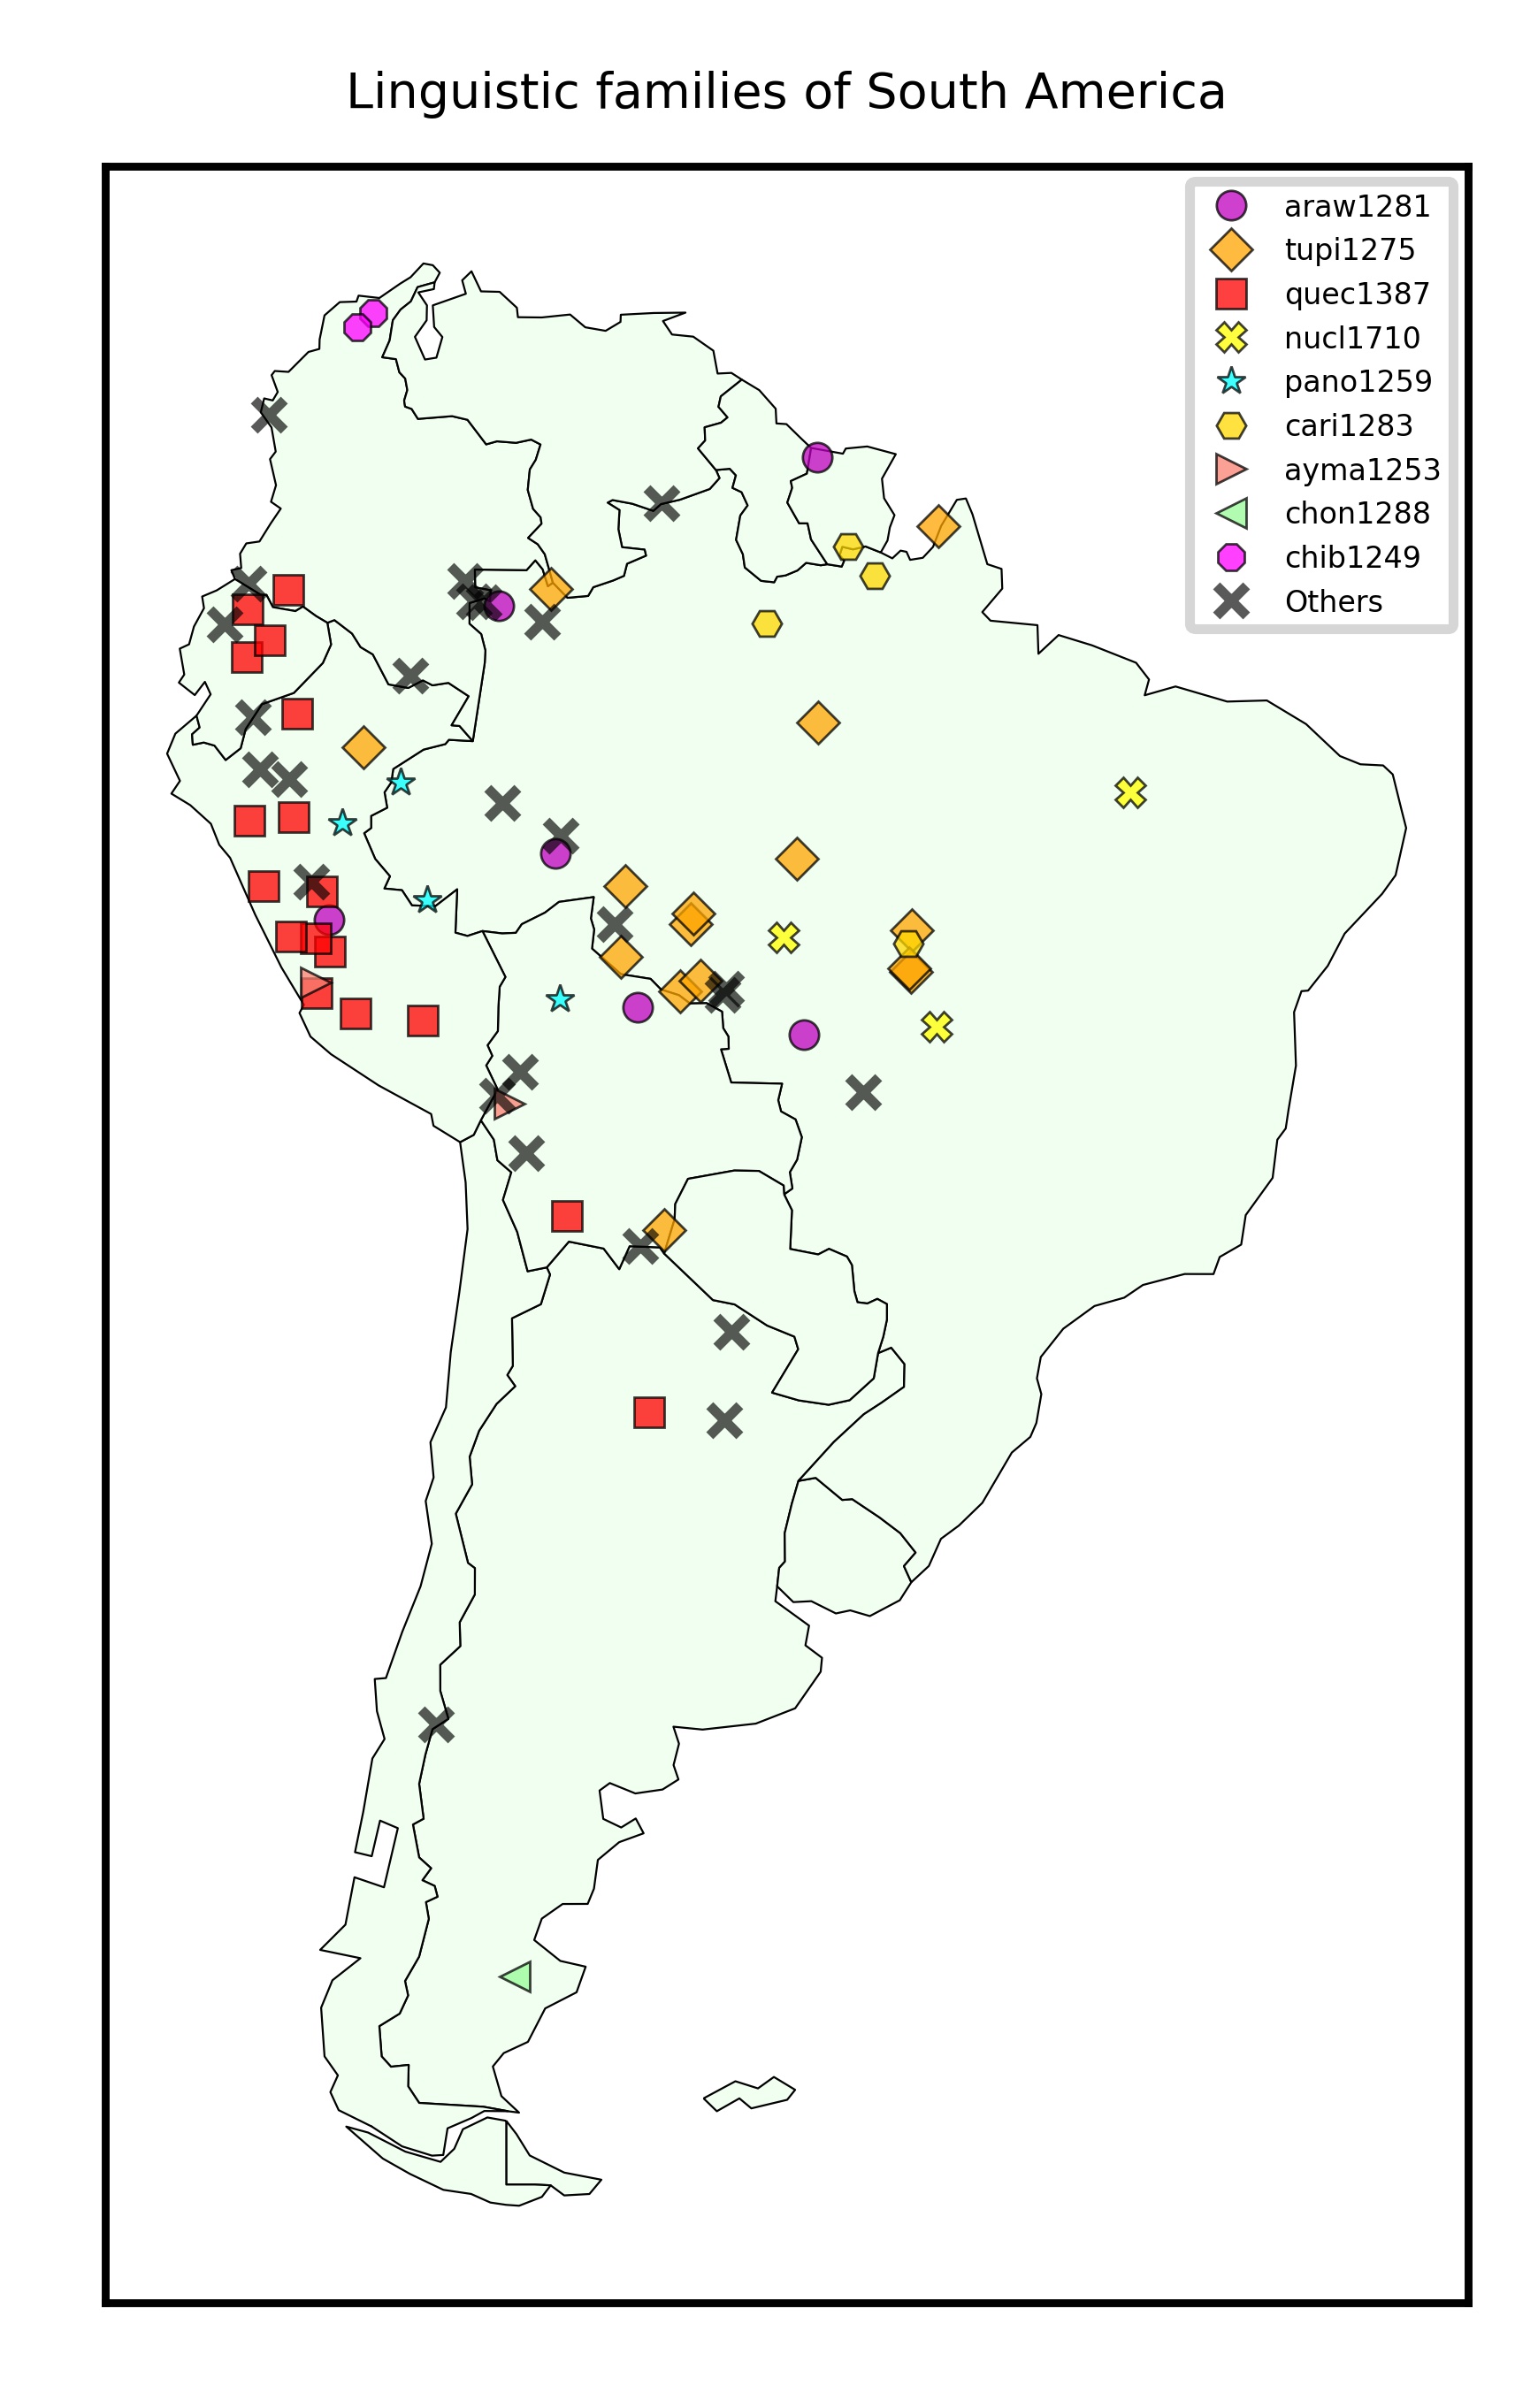 Linguistic families of South America
araw1281
tupi1275
quec1387
nucl1710
pano1259
cari1283
ayma1253
chon1288
chib1249
Others